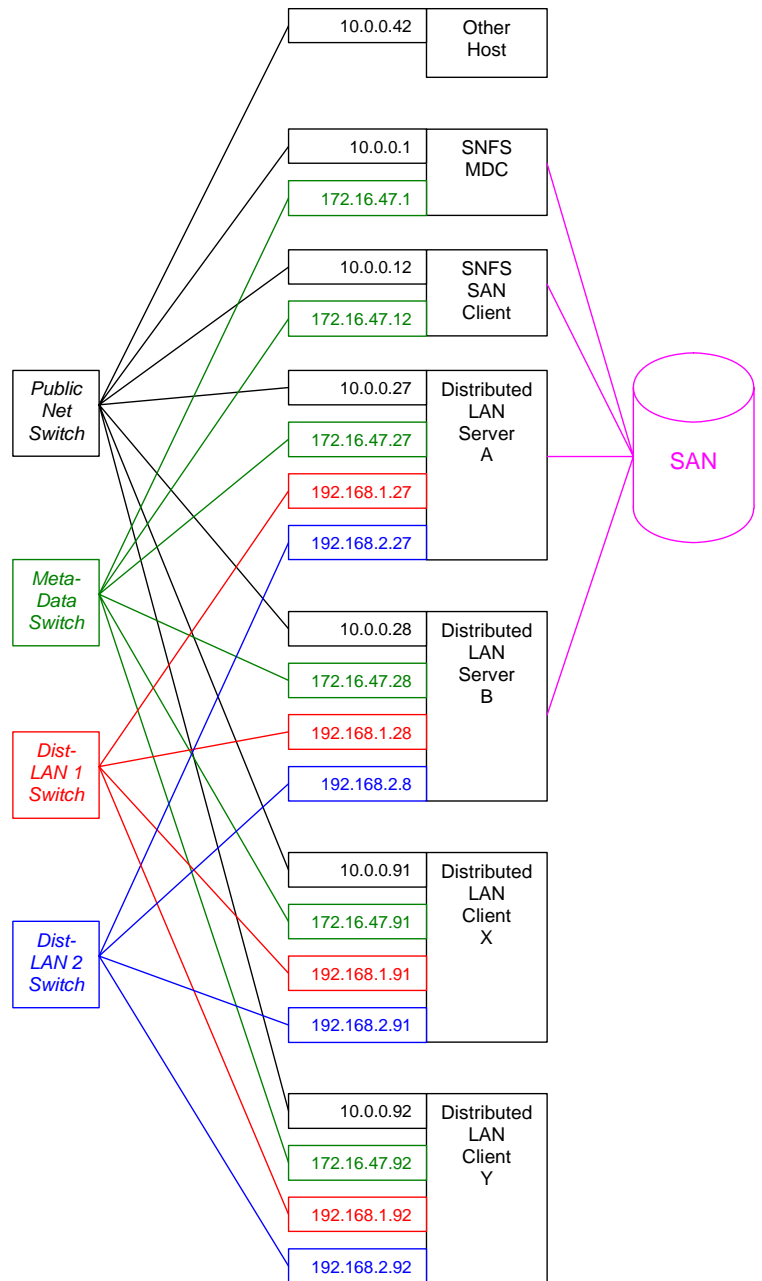 10.0.0.42
Other
Host
10.0.0.1
SNFS
MDC
172.16.47.1
10.0.0.12
SNFS
SAN
Client
172.16.47.12
Public
Net
Switch
10.0.0.27
Distributed
LAN
Server
A
172.16.47.27
192.168.1.27
192.168.2.27
SAN
Meta-
Data
Switch
10.0.0.28
Distributed
LAN
Server
B
172.16.47.28
192.168.1.28
192.168.2.8
Dist-
LAN 1
Switch
10.0.0.91
Distributed
LAN
Client
X
172.16.47.91
192.168.1.91
192.168.2.91
Dist-
LAN 2
Switch
10.0.0.92
Distributed
LAN
Client
Y
172.16.47.92
192.168.1.92
192.168.2.92